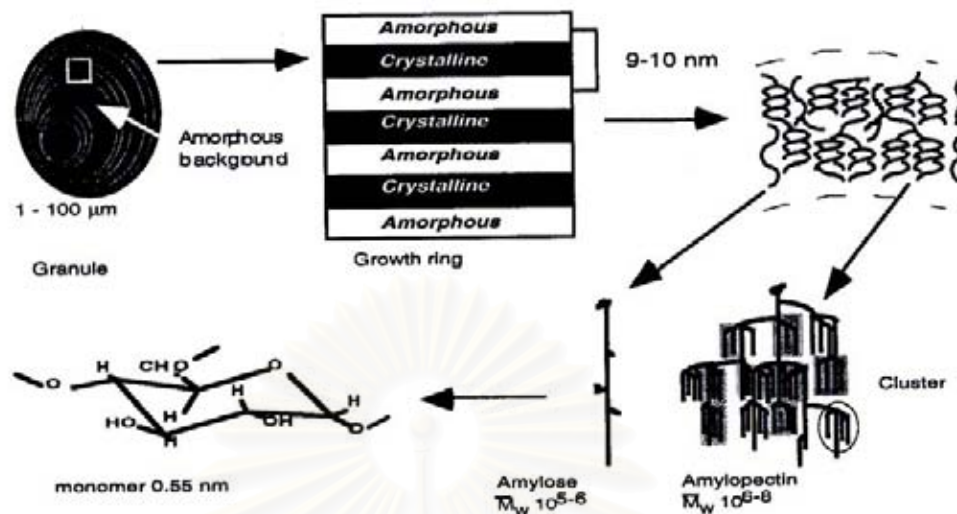 Amorphous
Crystalline
Amorphous
Crystalline
Amorphous
Crystalline
Amorphous
Growth ring
9-10 nm
Amorphous
background
1 - 100 µm
Granule
H
CH O
O
O
H
H
HO
H
OH
H
O
monomer 0.55 nm
Amylose
M̅w 10⁵⁻⁶
Amylopectin
M̅w 10⁶⁻⁸
Cluster